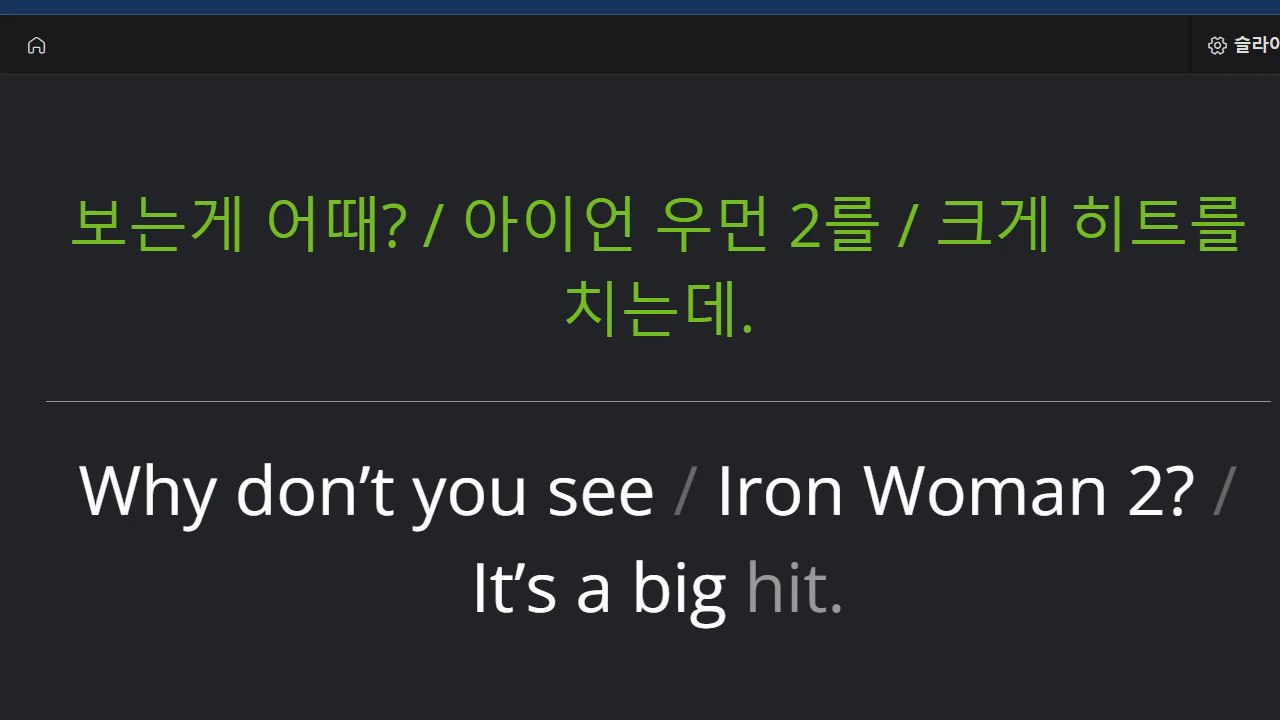 슬라이
보는게 어때? / 아이언 우먼 2를 / 크게 히트를
치는데.
Why don’t you see / Iron Woman 2? /
It’s a big hit.